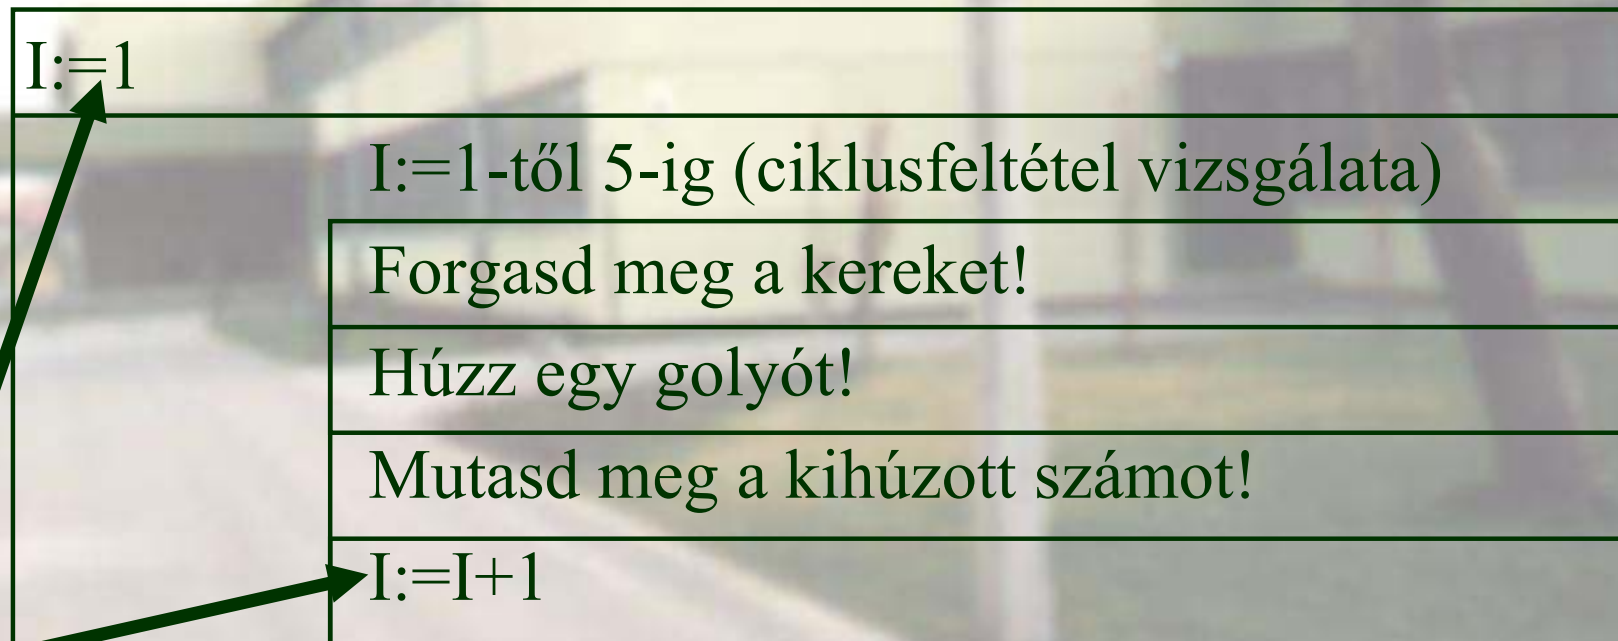 I:=1
I:=1-től 5-ig (ciklusfeltétel vizsgálata)
Forgasd meg a kereket!
Húzz egy golyót!
Mutasd meg a kihúzott számot!
I:=I+1